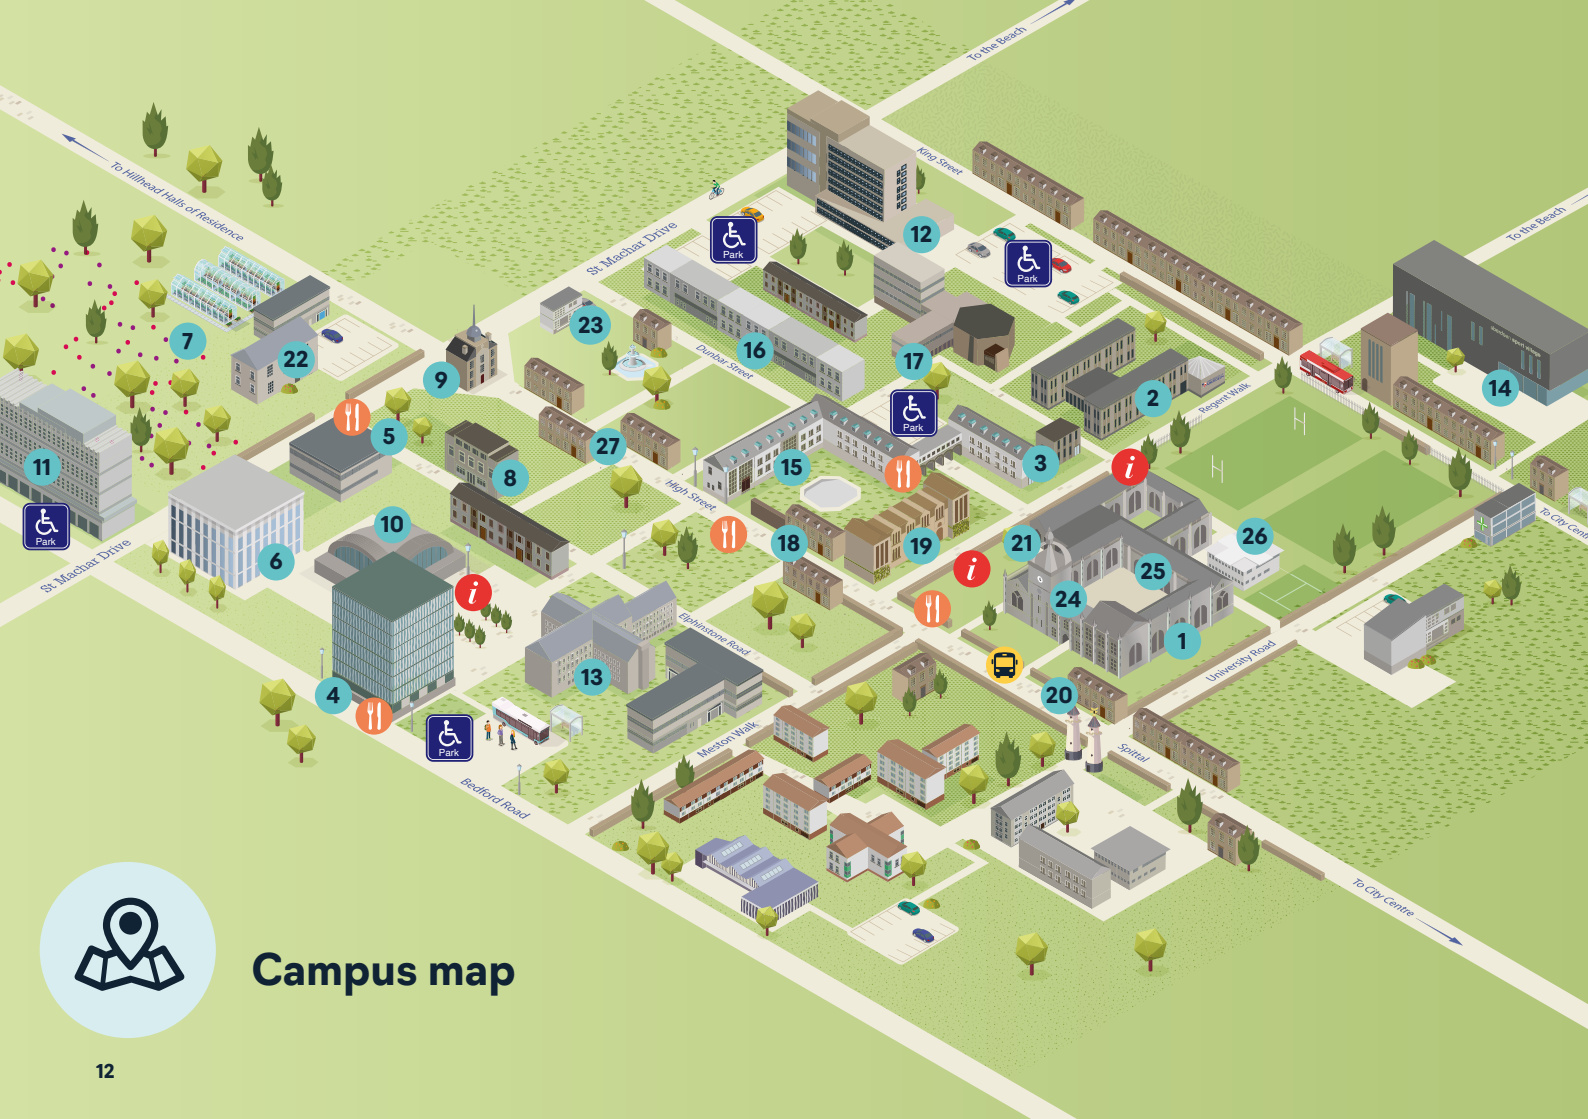 To the Beach
King Street
To Hillhead Halls of Residence
St Machar Drive
To the Beach
12
Park
Park
23
7
22
16
17
Dunbar Street
9
2
Regent Walk
14
Park
5
27
11
8
15
3
i
High Street
Park
10
18
19
21
26
To City Cent
St Machar Drive
6
i
25
i
24
Elphinstone Road
1
13
University Road
4
20
Park
Meston Walk
Spittal
Bedford Road
To City Centre
Campus map
12